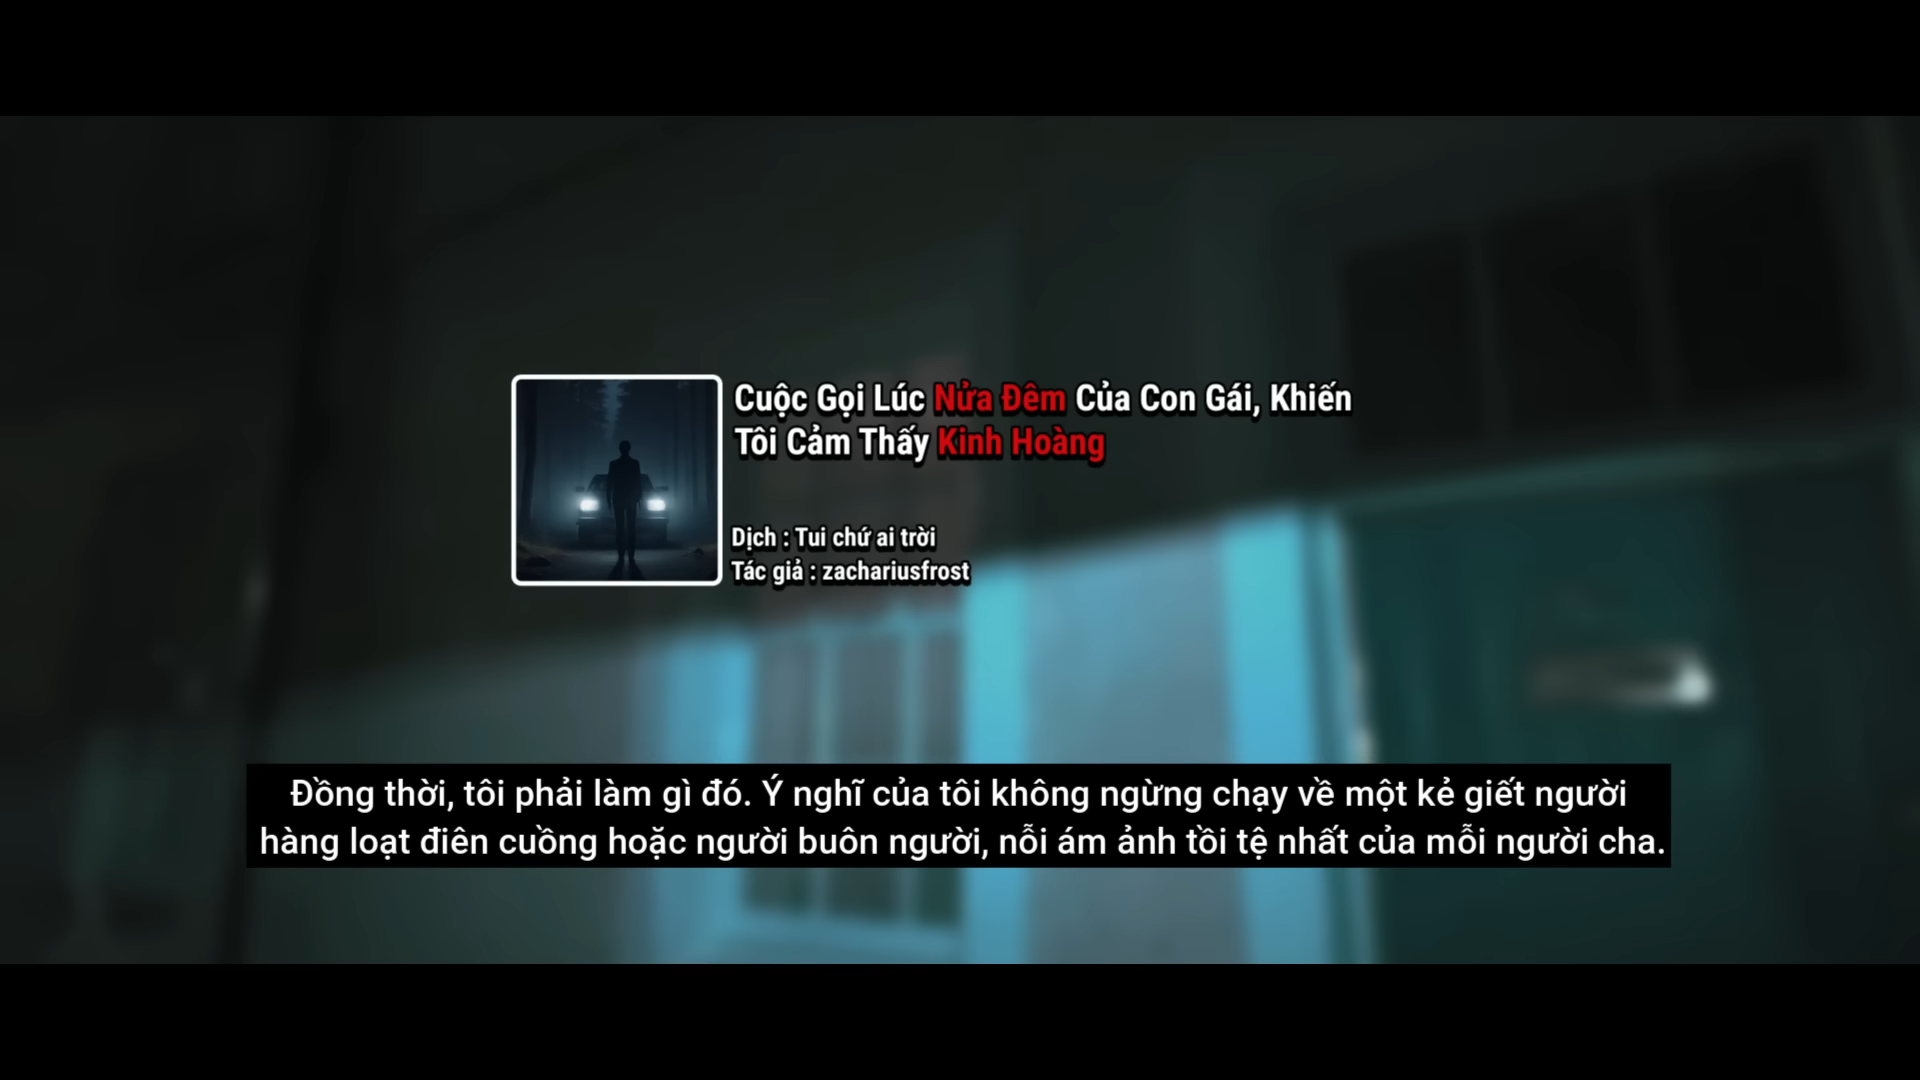 Cuộc Gọi Lúc Nửa Đêm Của Con Gái, Khiến
Tôi Cảm Thấy Kinh Hoàng
Dịch : Tui chứ ai trời
Tác giả : zachariusfrost
Đồng thời, tôi phải làm gì đó. Ý nghĩ của tôi không ngừng chạy về một kẻ giết người
hàng loạt điên cuồng hoặc người buôn người, nỗi ám ảnh tồi tệ nhất của mỗi người cha.